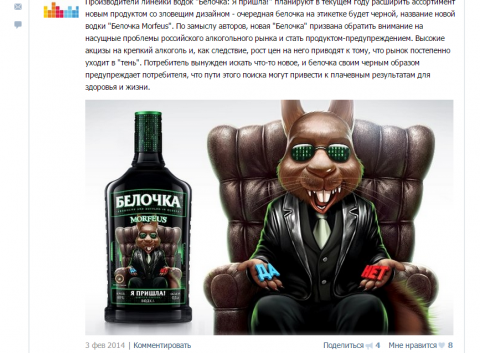 Производители линейки водок "Белочка: Я пришла!" планируют в текущем году расширить ассортимент
новым продуктом со зловещим дизайном - очередная белочка на этикетке будет черной, название новой
водки "Белочка Morfeus". По замыслу авторов, новая "Белочка" призвана обратить внимание на
насущные проблемы российского алкогольного рынка и стать продуктом-предупреждением. Высокие
акцизы на крепкий алкоголь и, как следствие, рост цен на него приводят к тому, что рынок постепенно
уходит в "тень". Потребитель вынужден искать что-то новое, и белочка своим черным образом
предупреждает потребителя, что пути этого поиска могут привести к плачевным результатам для
здоровья и жизни.
БЕЛОЧКА
MORFEUS
Я ПРИШЛА!
ВОДКА
ДА
НЕТ
3 фев 2014 | Комментировать
Поделиться 4 Мне нравится 8